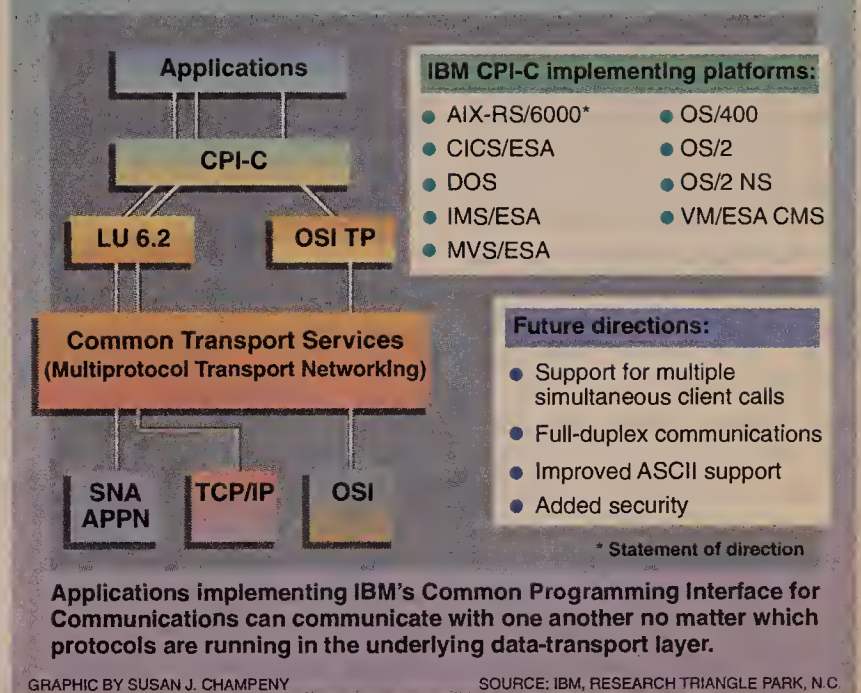 Applications
CPI-C
LU 6.2
OSI TP
Common Transport Services
(Multiprotocol Transport Networking)
SNA
APPN
TCP/IP
OSI
IBM CPI-C implementing platforms:
AIX-RS/6000*
CICS/ESA
DOS
IMS/ESA
MVS/ESA
OS/400
OS/2
OS/2 NS
VM/ESA CMS
Future directions:
Support for multiple
simultaneous client calls
Full-duplex communications
Improved ASCII support
Added security
* Statement of direction
Applications implementing IBM's Common Programming Interface for
Communications can communicate with one another no matter which
protocols are running in the underlying data-transport layer.
GRAPHIC BY SUSAN J. CHAMPENY
SOURCE: IBM, RESEARCH TRIANGLE PARK, N.C.